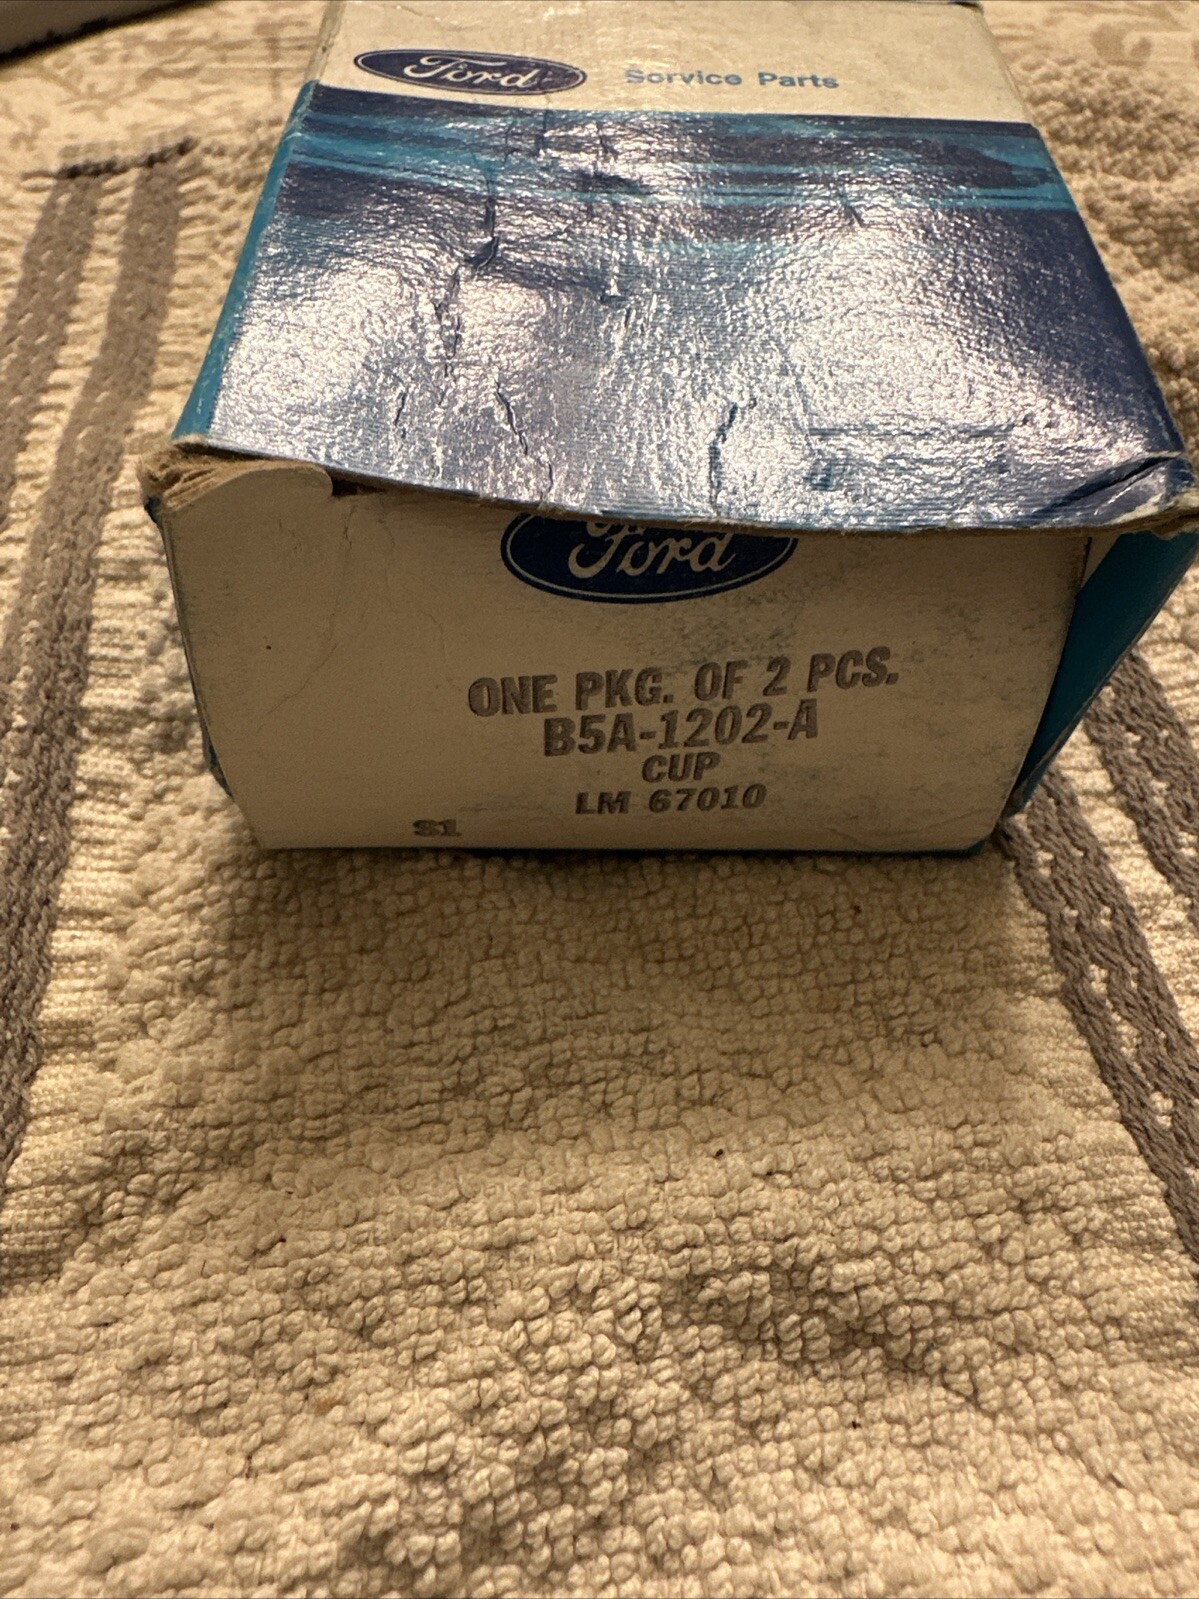 Ford Service Parts
Ford
ONE PKG. OF 2 PCS.
B5A-1202-A
CUP
LM 67010
S1